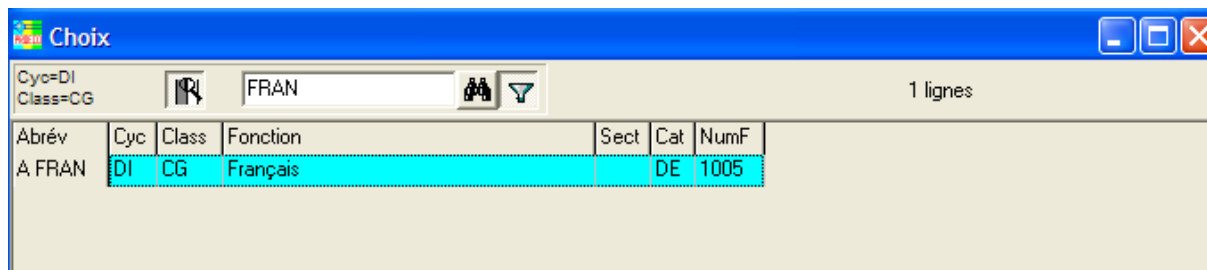 Choix
Cyc=DI
Class=CG
FRAN
1 lignes
Abrév Cyc Class Fonction Sect Cat NumF
A FRAN DI CG Français DE 1005